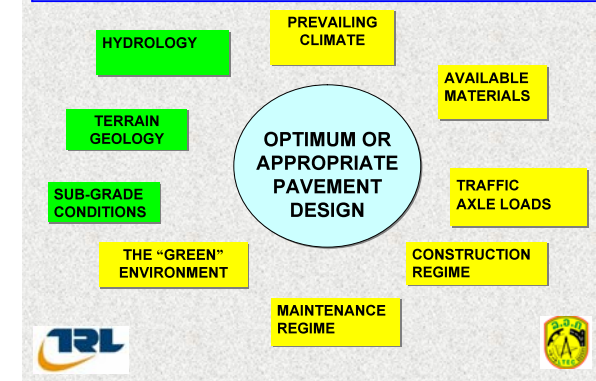 PREVAILING
CLIMATE
HYDROLOGY
AVAILABLE
MATERIALS
TERRAIN
GEOLOGY
OPTIMUM OR
APPROPRIATE
PAVEMENT
DESIGN
TRAFFIC
AXLE LOADS
SUB-GRADE
CONDITIONS
THE “GREEN”
ENVIRONMENT
CONSTRUCTION
REGIME
MAINTENANCE
REGIME
TRL